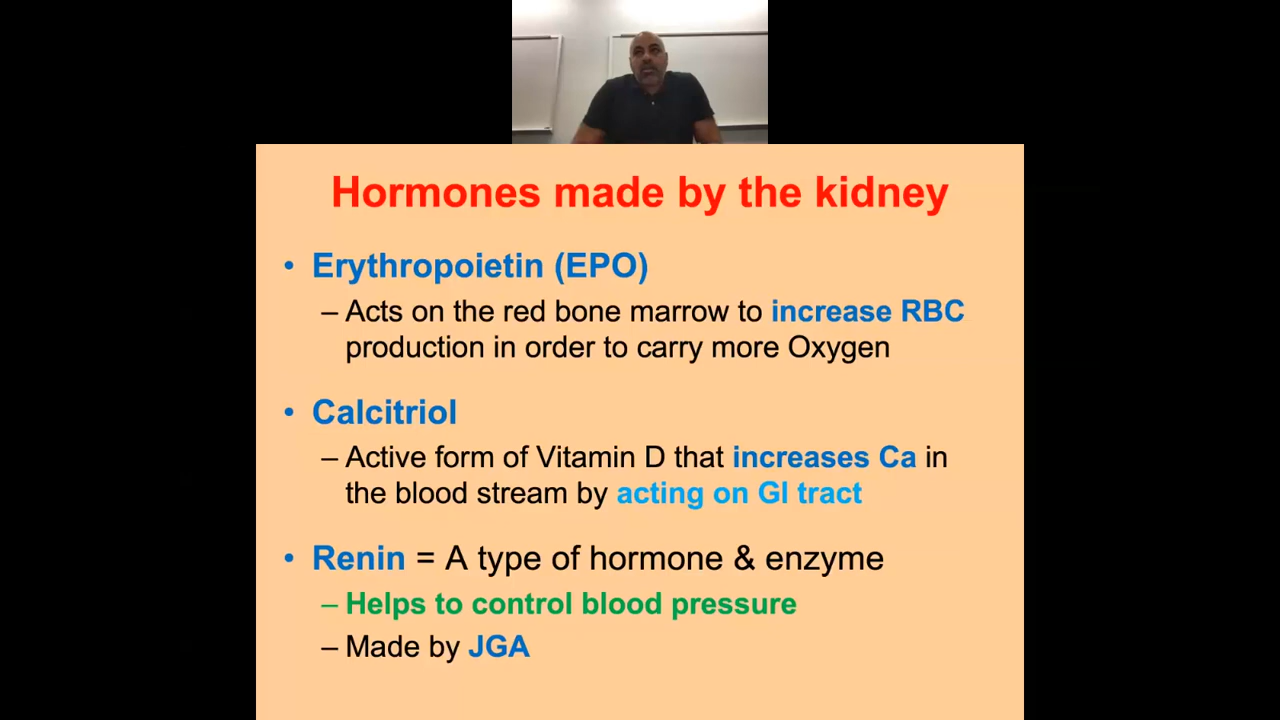 Hormones made by the kidney
• Erythropoietin (EPO)
– Acts on the red bone marrow to increase RBC
production in order to carry more Oxygen
• Calcitriol
– Active form of Vitamin D that increases Ca in
the blood stream by acting on GI tract
• Renin = A type of hormone & enzyme
– Helps to control blood pressure
– Made by JGA